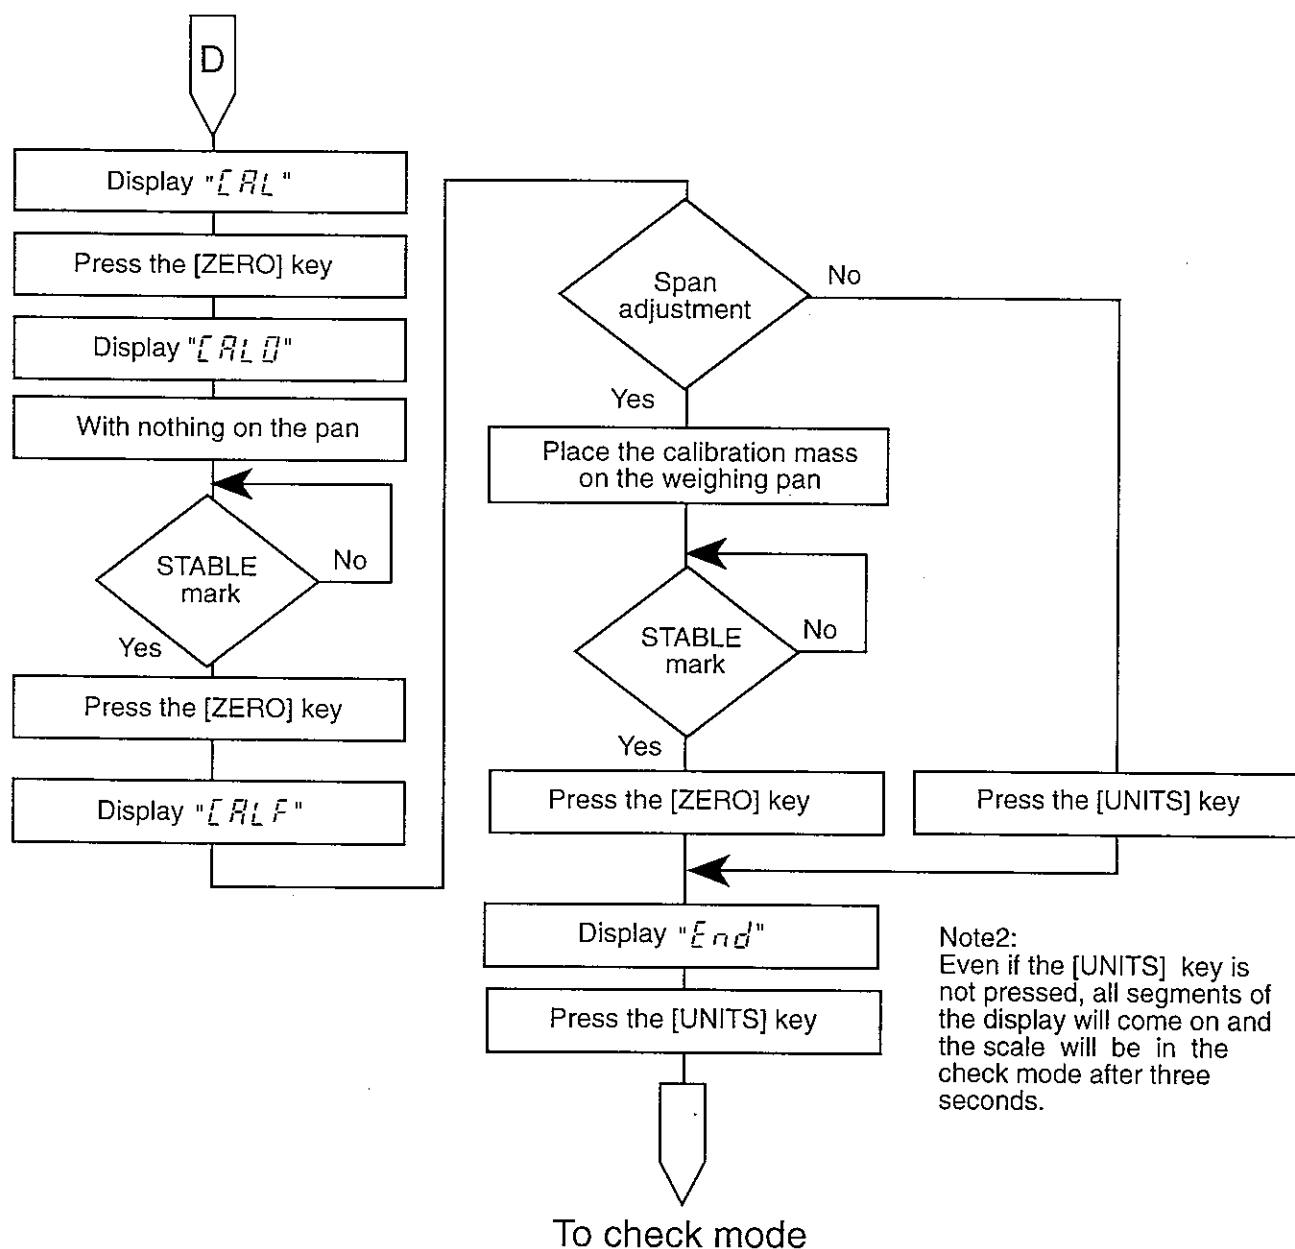 D
Display "CAL"
Press the [ZERO] key
Display "CAL0"
With nothing on the pan
STABLE
mark
No
Yes
Press the [ZERO] key
Display "CALF"
Span
adjustment
No
Yes
Place the calibration mass
on the weighing pan
STABLE
mark
No
Yes
Press the [ZERO] key
Press the [UNITS] key
Display "End"
Press the [UNITS] key
To check mode
Note2:
Even if the [UNITS] key is
not pressed, all segments of
the display will come on and
the scale will be in the
check mode after three
seconds.